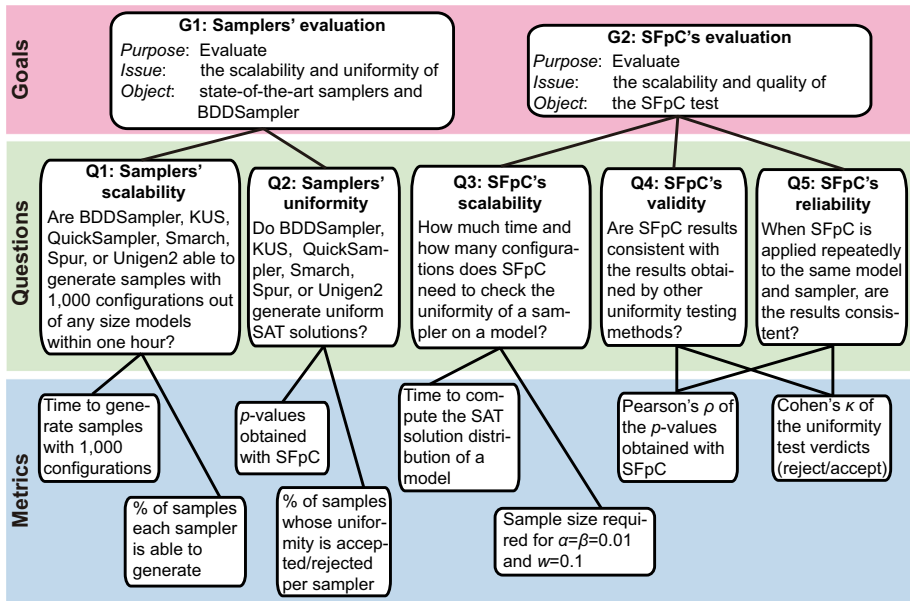 Goals
G1: Samplers' evaluation
Purpose: Evaluate
Issue: the scalability and uniformity of
Object: state-of-the-art samplers and
BDDSampler
G2: SFpC's evaluation
Purpose: Evaluate
Issue: the scalability and quality of
Object: the SFpC test
Questions
Q1: Samplers'
scalability
Are BDDSampler, KUS,
QuickSampler, Smarch,
Spur, or Unigen2 able to
generate samples with
1,000 configurations out
of any size models
within one hour?
Q2: Samplers'
uniformity
Do BDDSampler,
KUS, QuickSam-
pler, Smarch,
Spur, or Unigen2
generate uniform
SAT solutions?
Q3: SFpC's
scalability
How much time and
how many configura-
tions does SFpC
need to check the
uniformity of a sam-
pler on a model?
Q4: SFpC's
validity
Are SFpC results
consistent with
the results obtai-
ned by other
uniformity testing
methods?
Q5: SFpC's
reliability
When SFpC is
applied repeatedly
to the same model
and sampler, are
the results consis-
tent?
Metrics
Time to gene-
rate samples
with 1,000
configurations
% of samples
each sampler
is able to
generate
p-values
obtained
with SFpC
% of samples
whose unifor-
mity is accep-
ted/rejected
per sampler
Time to com-
pute the SAT
solution distri-
bution of a
model
Sample size requi-
red for α=β=0.01
and w=0.1
Pearson's ρ of
the p-values
obtained with
SFpC
Cohen's κ of
the uniformity
test verdicts
(reject/accept)